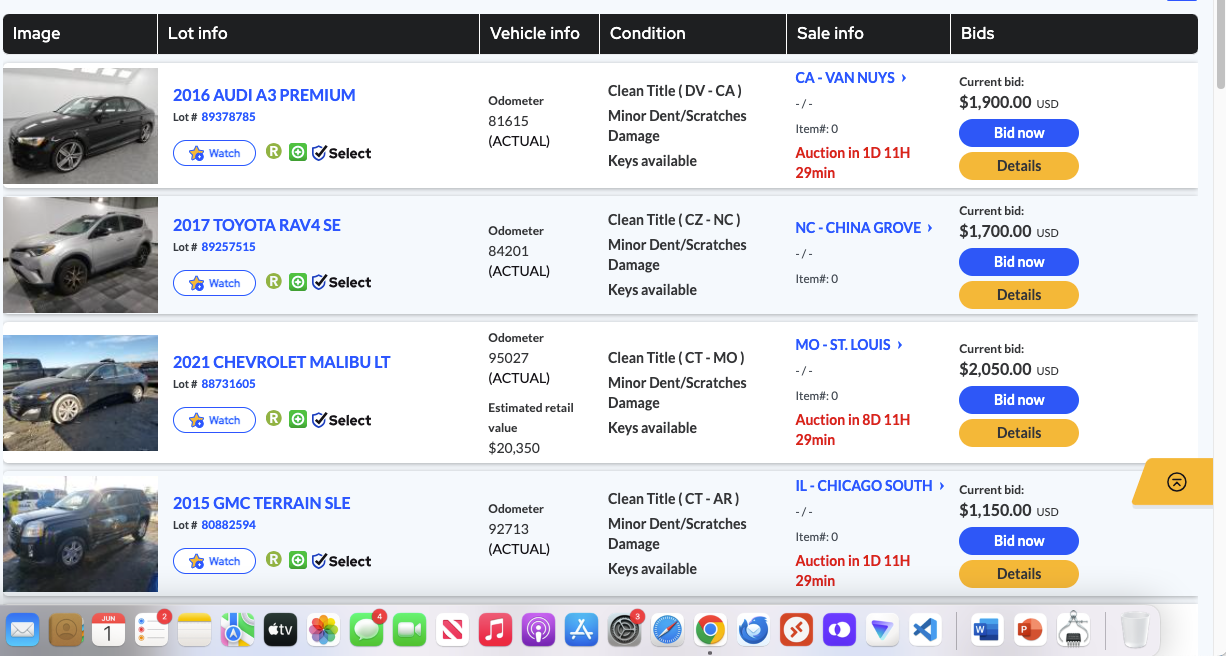 Image Lot info Vehicle info Condition Sale info Bids
2016 AUDI A3 PREMIUM
Lot # 89378785
Watch R Select
Odometer
81615
(ACTUAL)
Clean Title ( DV - CA )
Minor Dent/Scratches
Damage
Keys available
CA - VAN NUYS ›
- / -
Item#: 0
Auction in 1D 11H
29min
Current bid:
$1,900.00 USD
Bid now
Details
2017 TOYOTA RAV4 SE
Lot # 89257515
Watch R Select
Odometer
84201
(ACTUAL)
Clean Title ( CZ - NC )
Minor Dent/Scratches
Damage
Keys available
NC - CHINA GROVE ›
- / -
Item#: 0
Current bid:
$1,700.00 USD
Bid now
Details
2021 CHEVROLET MALIBU LT
Lot # 88731605
Watch R Select
Odometer
95027
(ACTUAL)
Estimated retail
value
$20,350
Clean Title ( CT - MO )
Minor Dent/Scratches
Damage
Keys available
MO - ST. LOUIS ›
- / -
Item#: 0
Auction in 8D 11H
29min
Current bid:
$2,050.00 USD
Bid now
Details
2015 GMC TERRAIN SLE
Lot # 80882594
Watch R Select
Odometer
92713
(ACTUAL)
Clean Title ( CT - AR )
Minor Dent/Scratches
Damage
Keys available
IL - CHICAGO SOUTH ›
- / -
Item#: 0
Auction in 1D 11H
29min
Current bid:
$1,150.00 USD
Bid now
Details
JUN
1
2
tv
4
3
W
P